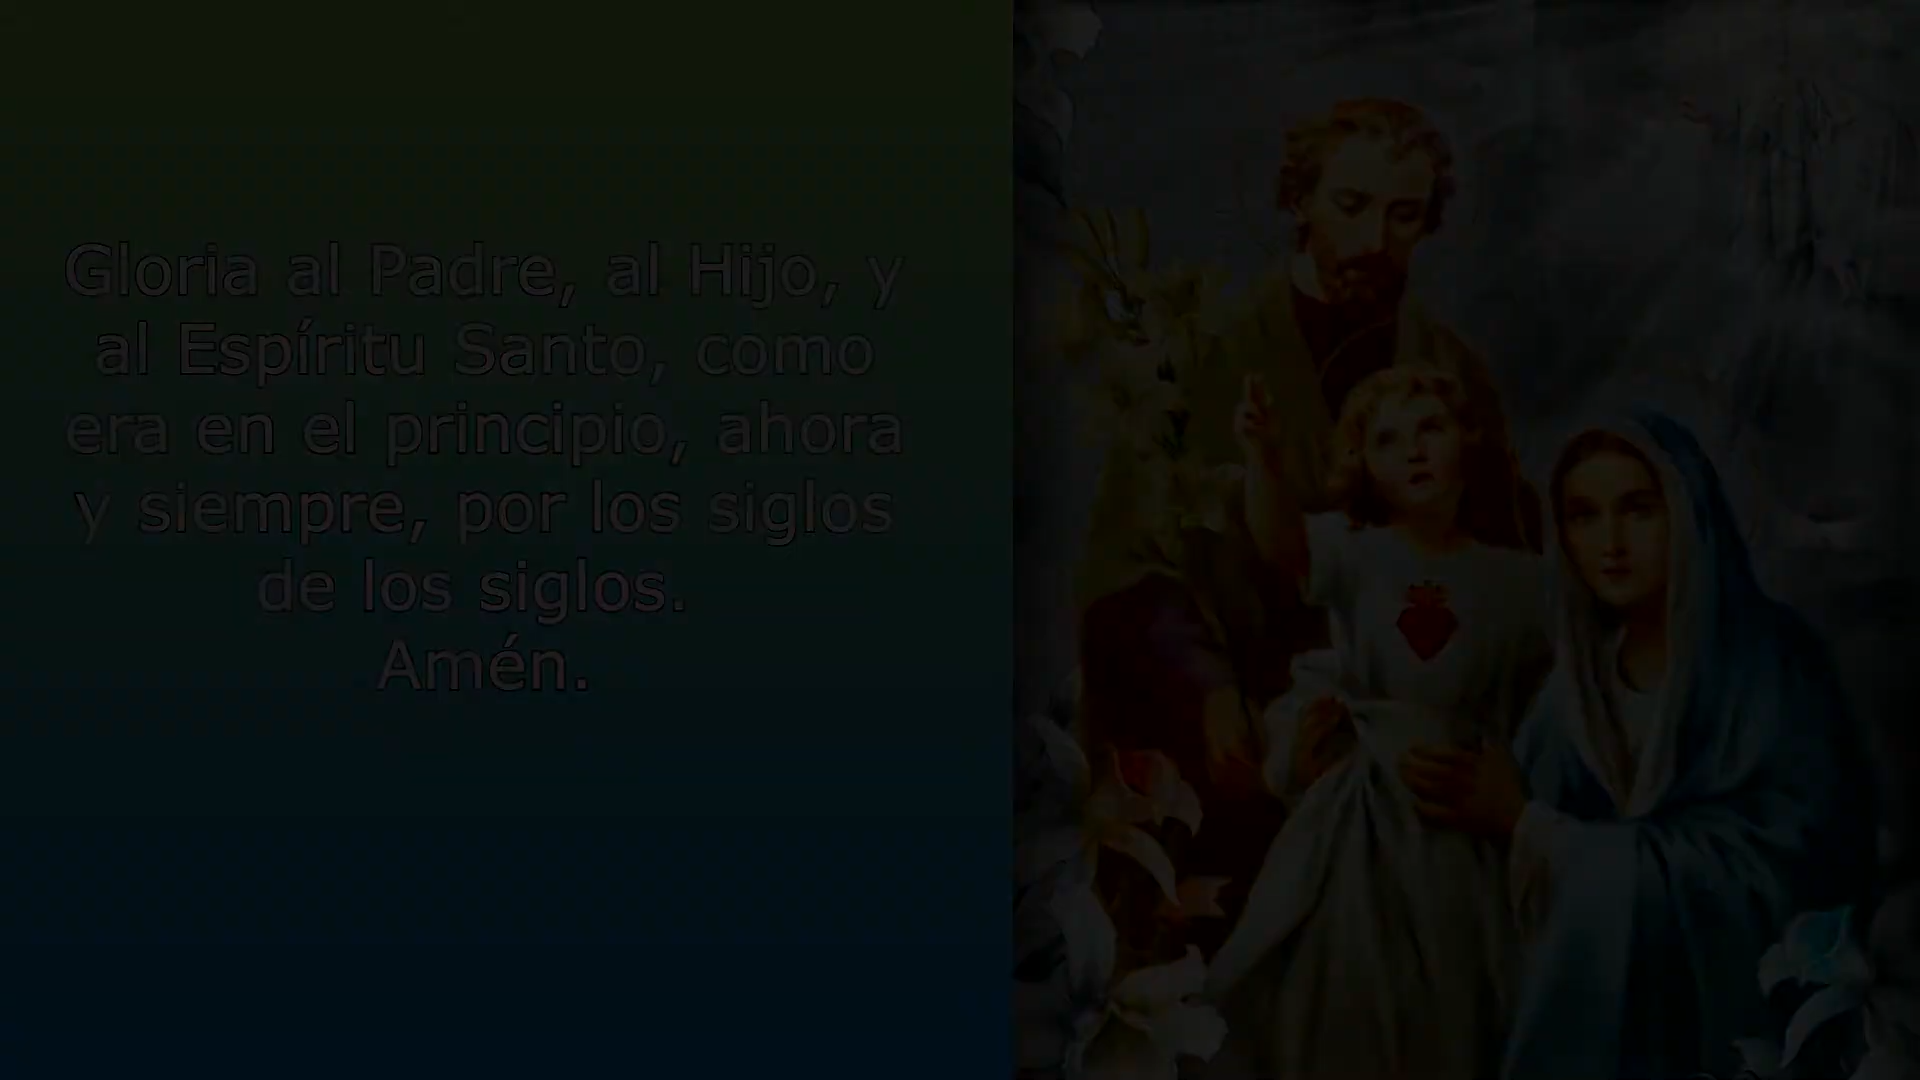 Gloria al Padre, al Hijo, y
al Espíritu Santo, como
era en el principio, ahora
y siempre, por los siglos
de los siglos.
Amén.